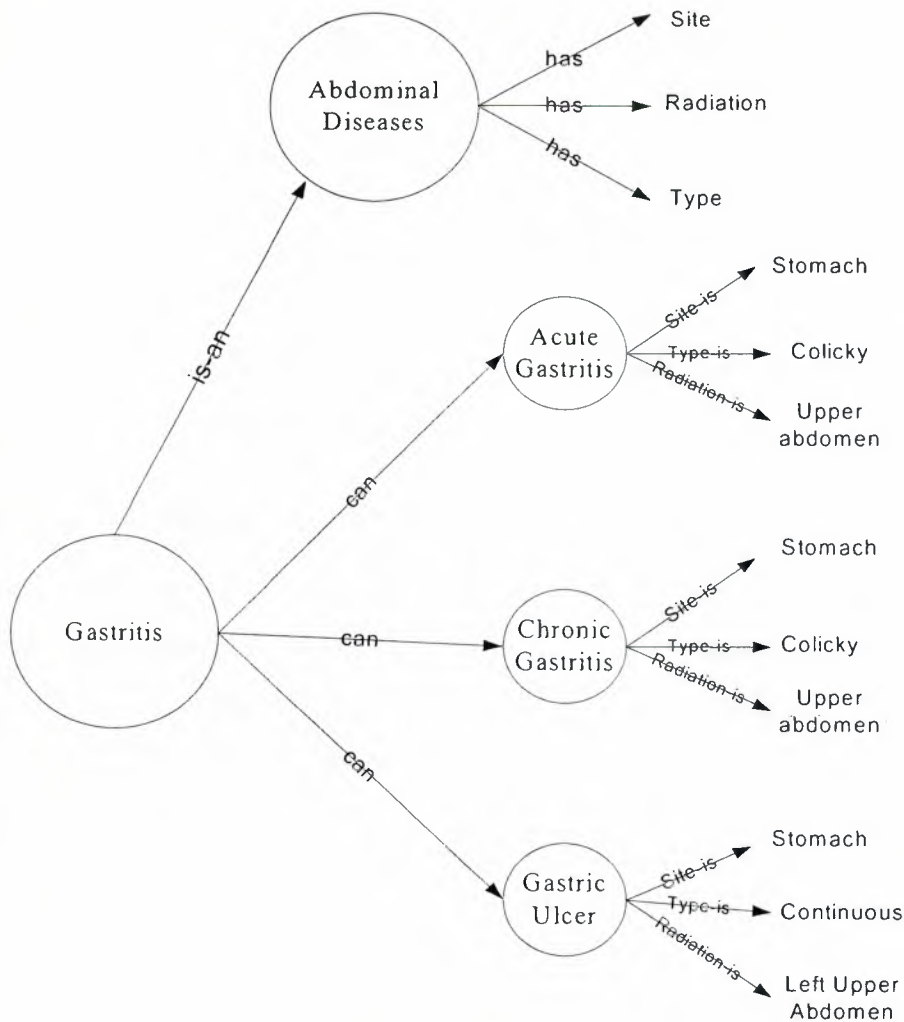 Site
has
Abdominal
Diseases
has
Radiation
has
Type
is-an
Stomach
Site is
Acute
Gastritis
Type is
Colicky
Radiation is
Upper
abdomen
can
Gastritis
can
Stomach
Site is
Chronic
Gastritis
Type is
Colicky
Radiation is
Upper
abdomen
can
Stomach
Site is
Gastric
Ulcer
Type is
Continuous
Radiation is
Left Upper
Abdomen